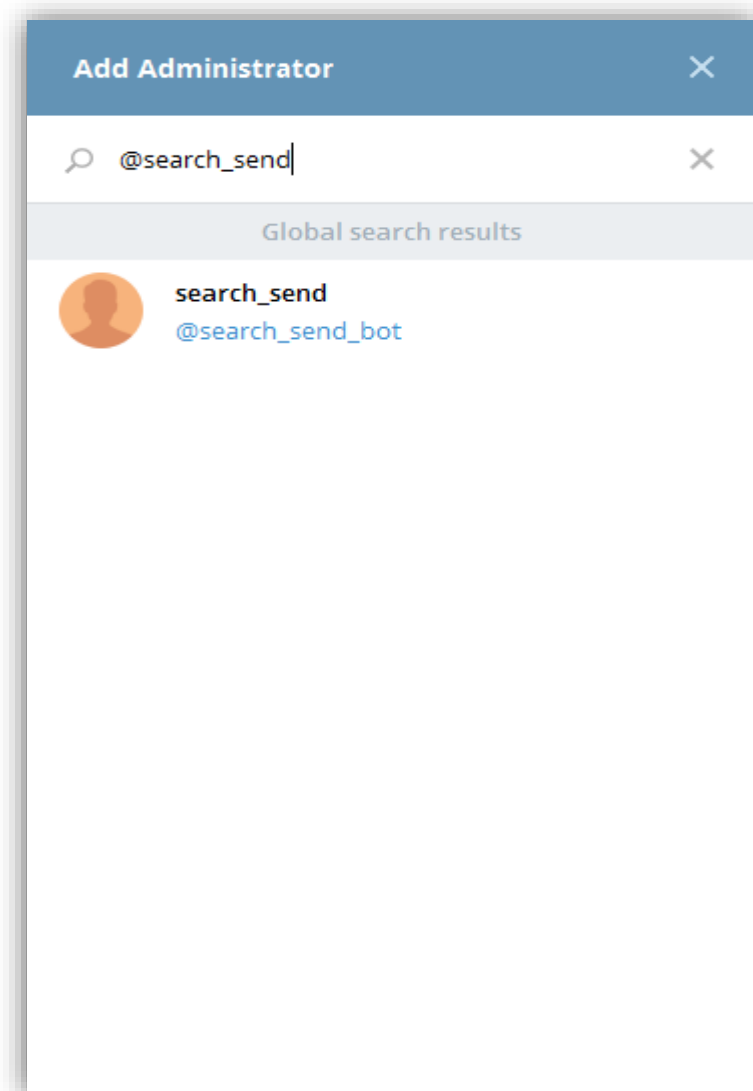 Add Administrator
@search_send
Global search results
search_send
@search_send_bot